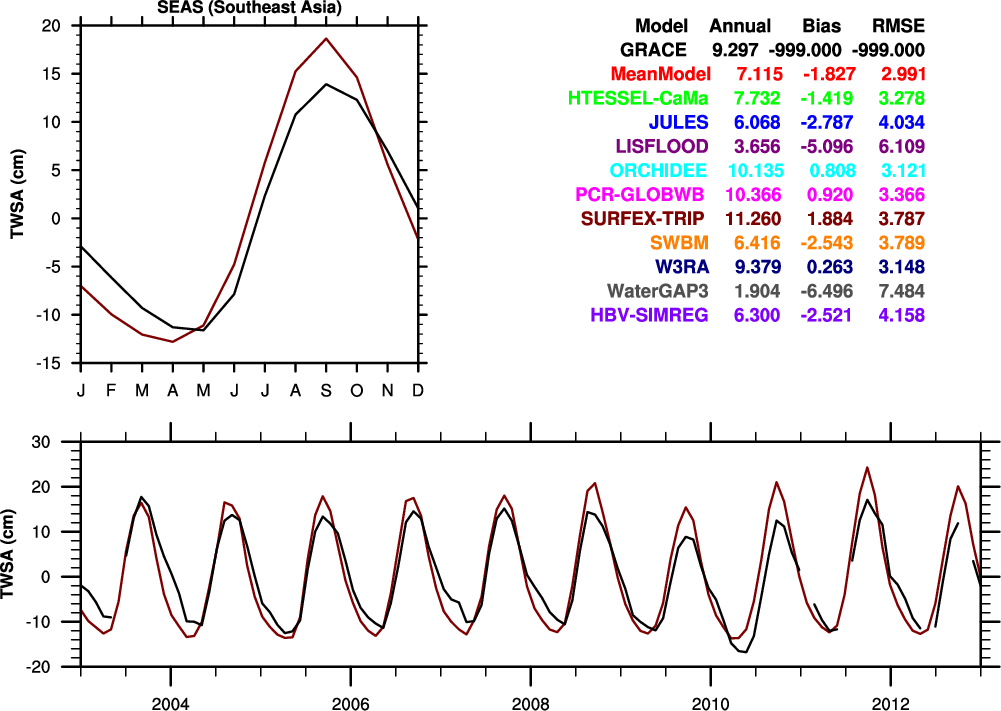 SEAS (Southeast Asia)
Model Annual Bias RMSE
GRACE 9.297 -999.000 -999.000
MeanModel 7.115 -1.827 2.991
HTESSEL-CaMa 7.732 -1.419 3.278
JULES 6.068 -2.787 4.034
LISFLOOD 3.656 -5.096 6.109
ORCHIDEE 10.135 0.808 3.121
PCR-GLOBWB 10.366 0.920 3.366
SURFEX-TRIP 11.260 1.884 3.787
SWBM 6.416 -2.543 3.789
W3RA 9.379 0.263 3.148
WaterGAP3 1.904 -6.496 7.484
HBV-SIMREG 6.300 -2.521 4.158
TWSA (cm)
20
15
10
5
0
-5
-10
-15
J F M A M J J A S O N D
TWSA (cm)
30
20
10
0
-10
-20
2004 2006 2008 2010 2012